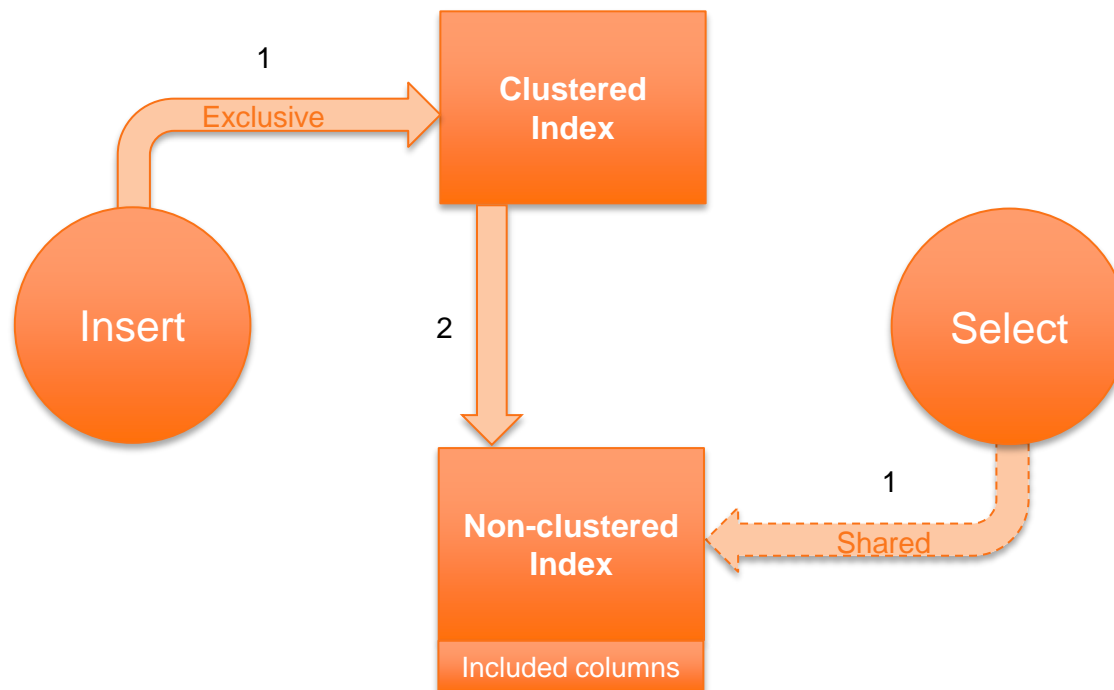 1
Exclusive
Clustered
Index
Insert
2
Select
1
Non-clustered
Index
Shared
Included columns